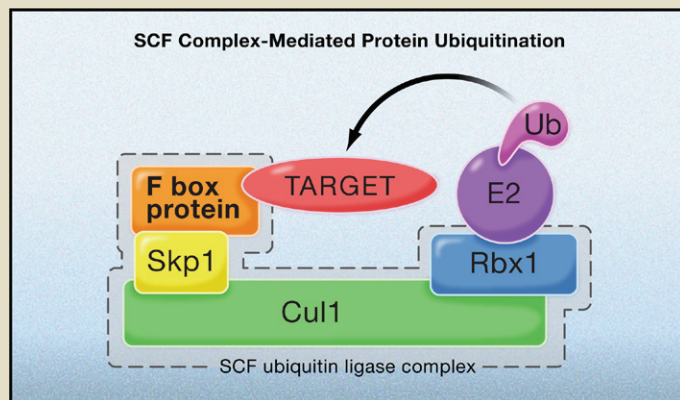 SCF Complex-Mediated Protein Ubiquitination
Ub
F box
protein
TARGET
E2
Skp1
Rbx1
Cul1
SCF ubiquitin ligase complex